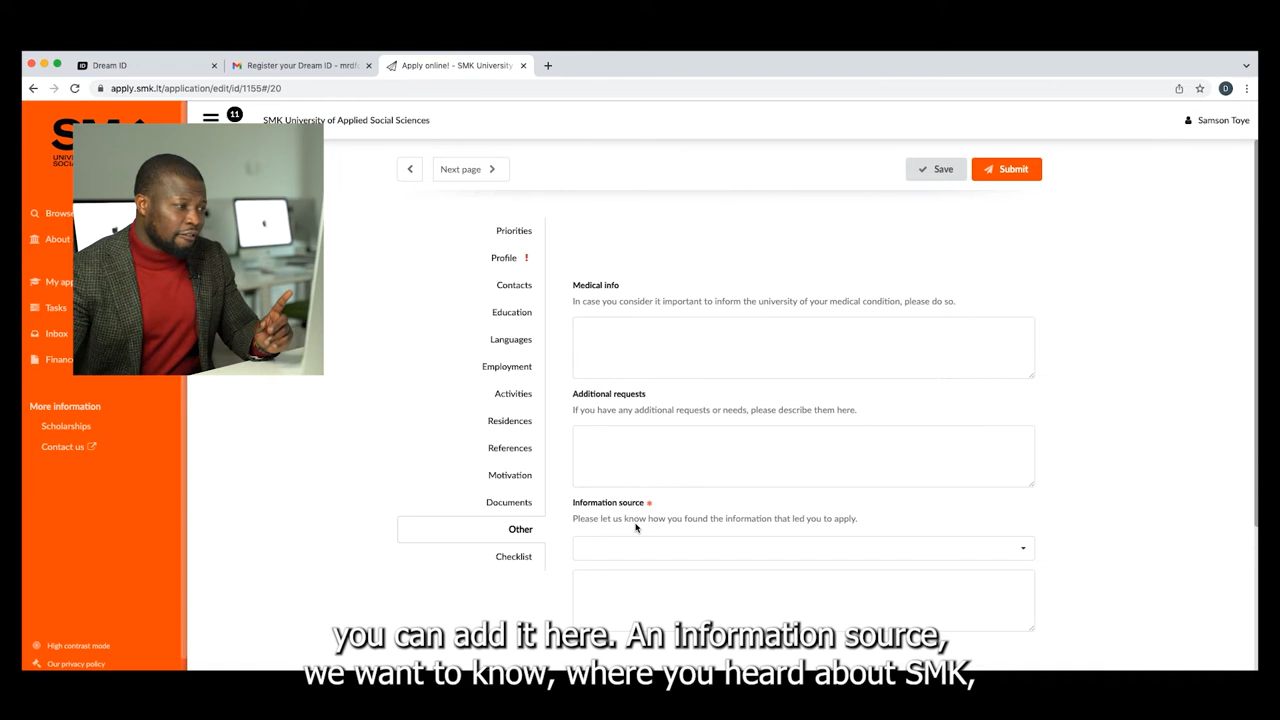 Dream ID
Register your Dream ID - mrdfc
Apply online! - SMK University
apply.smk.lt/application/edit/id/1155#/20
D
11
SMK University of Applied Social Sciences
Samson Toye
SMK
UNIV
SOCIA
Next page
Save
Submit
Browse
About
My app
Tasks
Inbox
Finance
More information
Scholarships
Contact us
High contrast mode
Our privacy policy
Priorities
Profile !
Contacts
Education
Languages
Employment
Activities
Residences
References
Motivation
Documents
Other
Checklist
Medical info
In case you consider it important to inform the university of your medical condition, please do so.
Additional requests
If you have any additional requests or needs, please describe them here.
Information source *
Please let us know how you found the information that led you to apply.
you can add it here. An information source,
we want to know, where you heard about SMK,